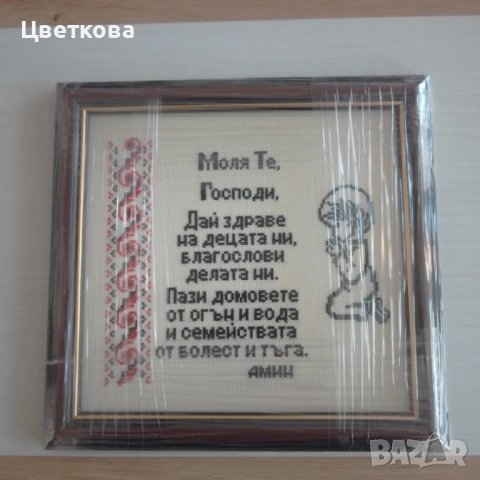 Цветкова
Моля Те,
Господи,
Дай здраве
на децата ни,
благослови
делата ни.
Пази домовете
от огън и вода
и семействата
от болест и тъга.
АМИН
BAZAR